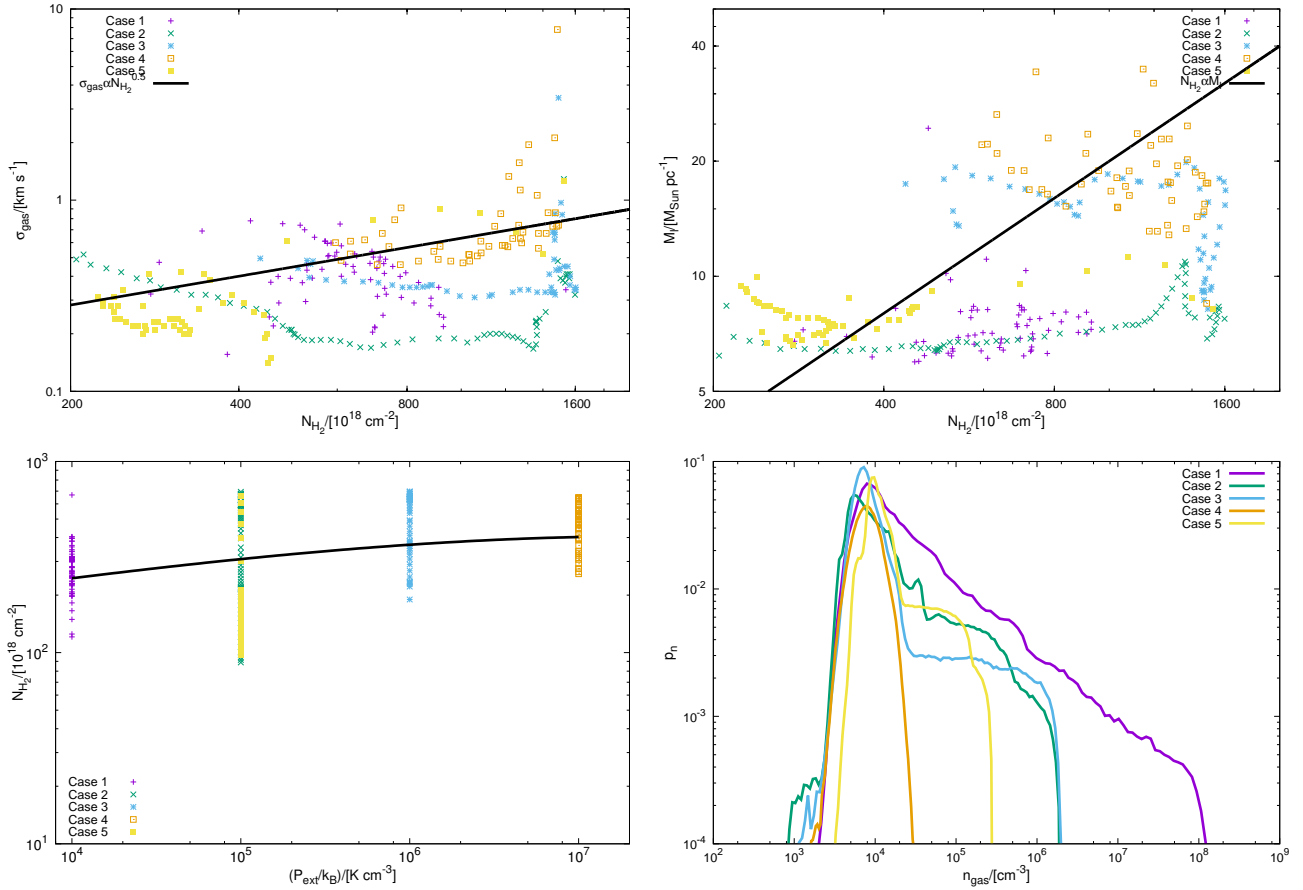 Case 1
Case 2
Case 3
Case 4
Case 5
σgas αNH2^0.5
10
1
0.1
σgas/[km s-1]
200 400 800 1600
NH2/[10^18 cm-2]
Case 1
Case 2
Case 3
Case 4
Case 5
NH2 αMl
40
20
10
5
Ml/[MSun pc-1]
200 400 800 1600
NH2/[10^18 cm-2]
10^3
10^2
10^1
NH2/[10^18 cm-2]
Case 1
Case 2
Case 3
Case 4
Case 5
10^4 10^5 10^6 10^7
(Pext/kB)/[K cm-3]
Case 1
Case 2
Case 3
Case 4
Case 5
10^-1
10^-2
10^-3
10^-4
pn
10^2 10^3 10^4 10^5 10^6 10^7 10^8 10^9
ngas/[cm-3]